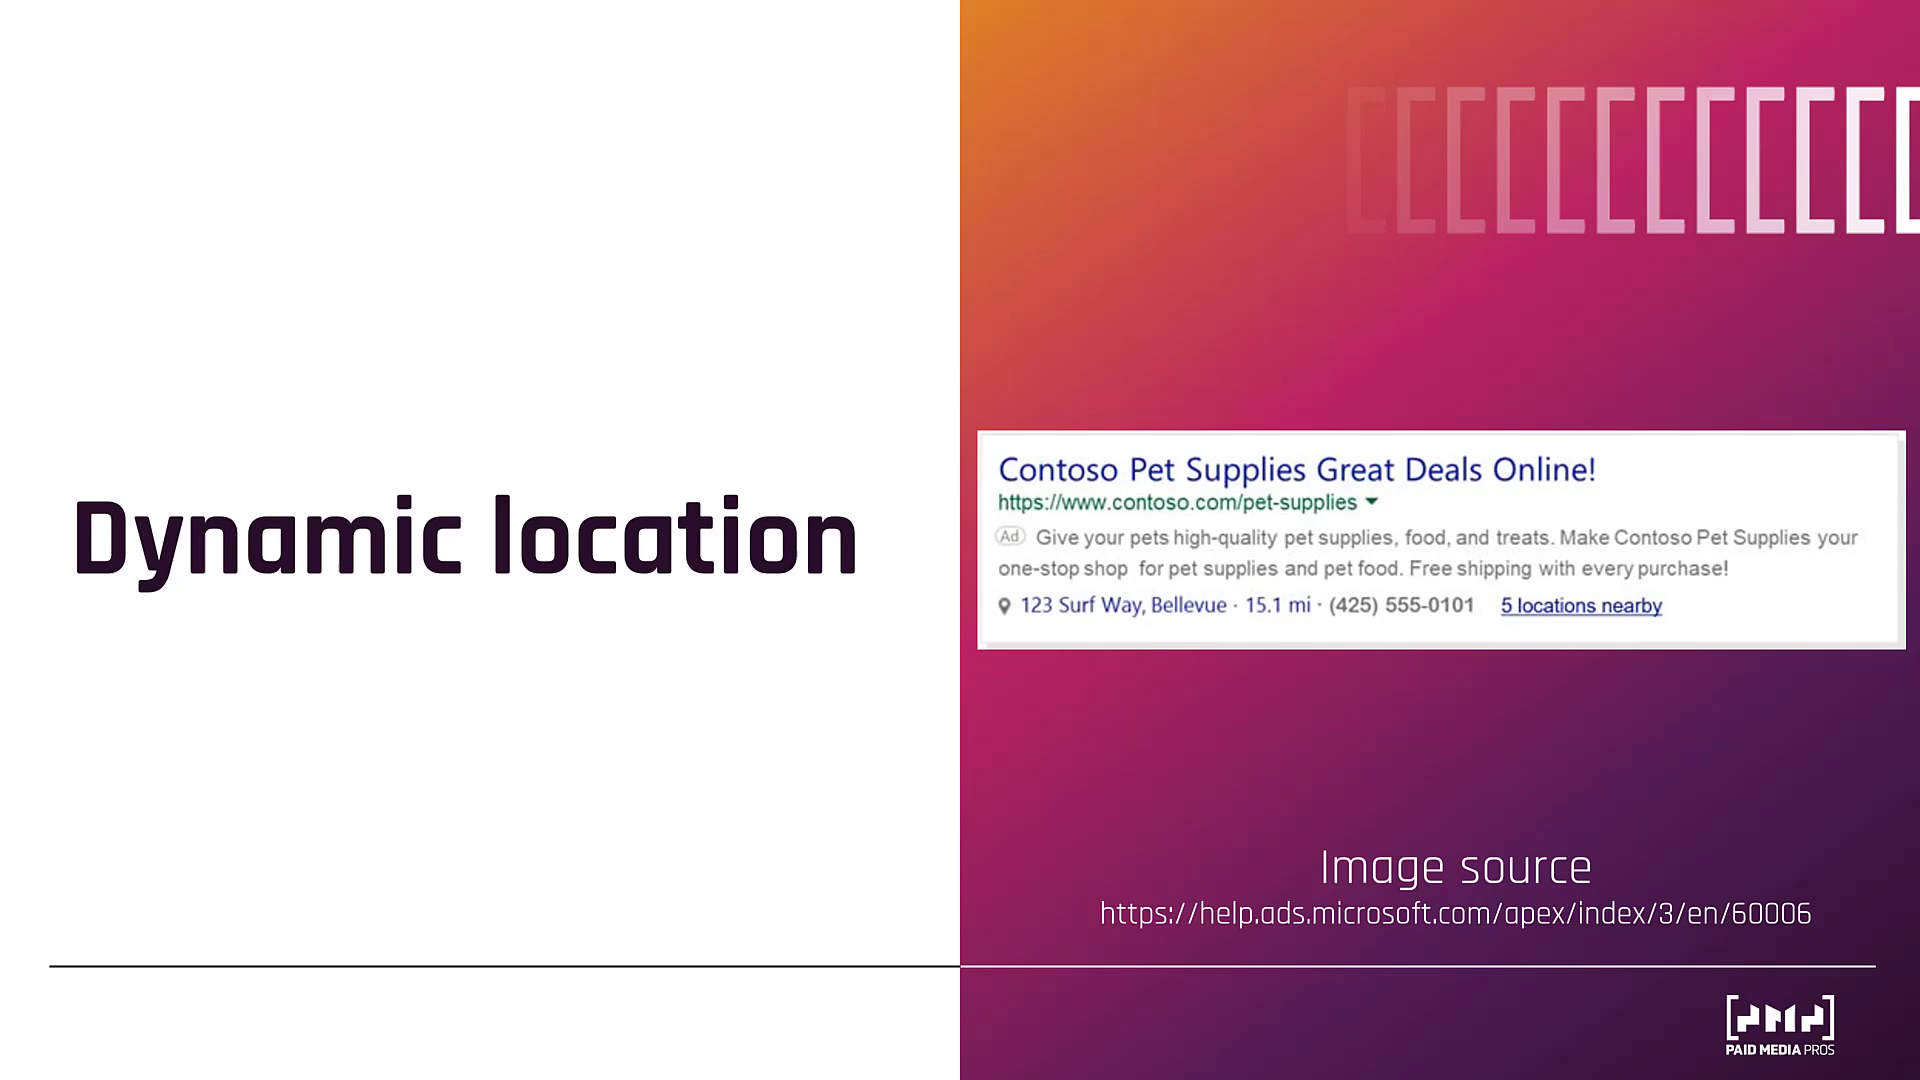 Dynamic location
Contoso Pet Supplies Great Deals Online!
https://www.contoso.com/pet-supplies
Ad Give your pets high-quality pet supplies, food, and treats. Make Contoso Pet Supplies your
one-stop shop for pet supplies and pet food. Free shipping with every purchase!
123 Surf Way, Bellevue · 15.1 mi · (425) 555-0101 5 locations nearby
Image source
https://help.ads.microsoft.com/apex/index/3/en/60006
[PMP]
PAID MEDIA PROS